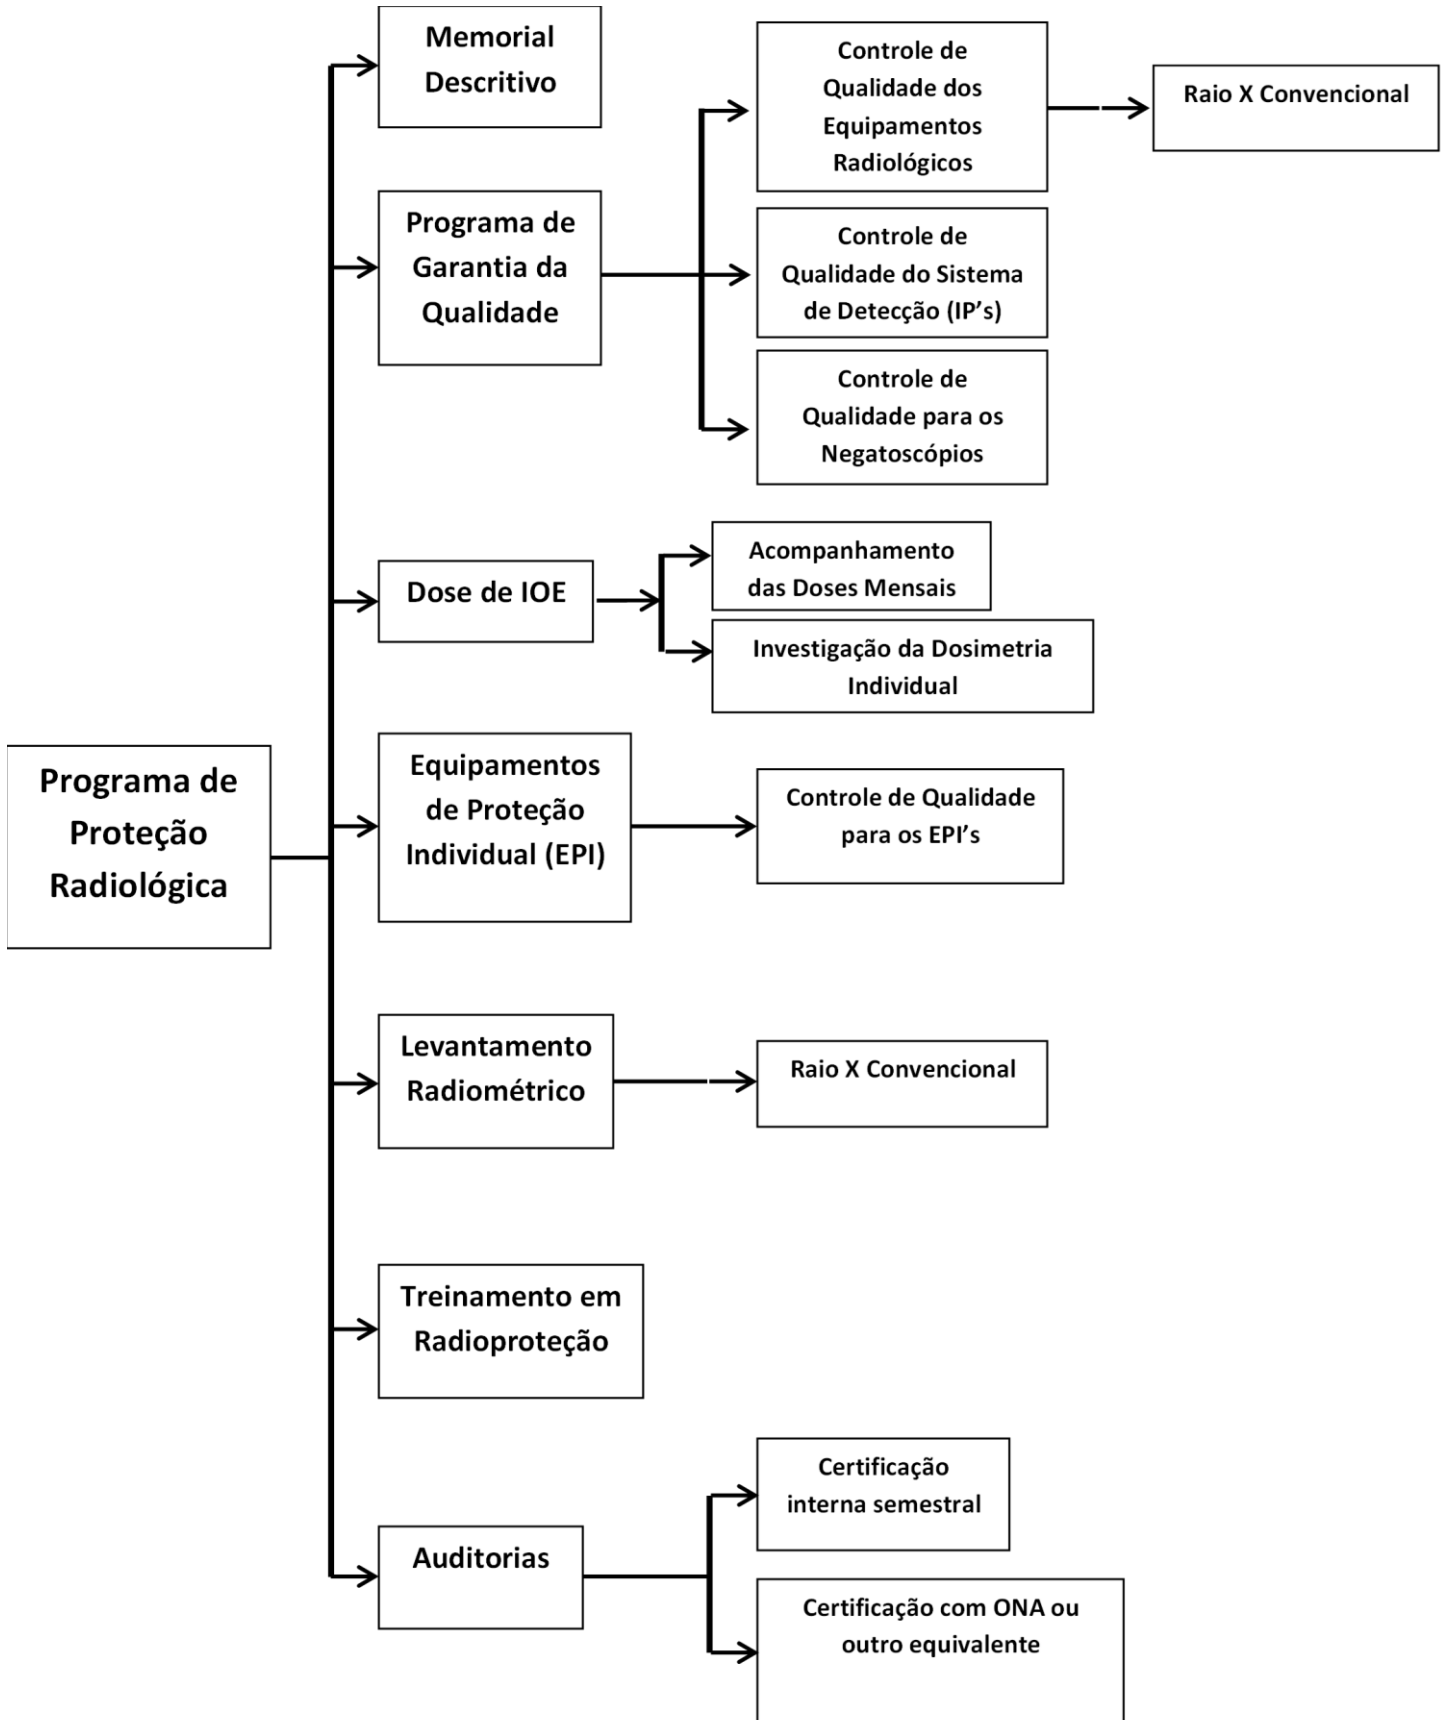 Memorial
Descritivo
Controle de
Qualidade dos
Equipamentos
Radiológicos
Raio X Convencional
Programa de
Garantia da
Qualidade
Controle de
Qualidade do Sistema
de Detecção (IP’s)
Controle de
Qualidade para os
Negatoscópios
Dose de IOE
Acompanhamento
das Doses Mensais
Investigação da Dosimetria
Individual
Programa de
Proteção
Radiológica
Equipamentos
de Proteção
Individual (EPI)
Controle de Qualidade
para os EPI’s
Levantamento
Radiométrico
Raio X Convencional
Treinamento em
Radioproteção
Auditorias
Certificação
interna semestral
Certificação com ONA ou
outro equivalente